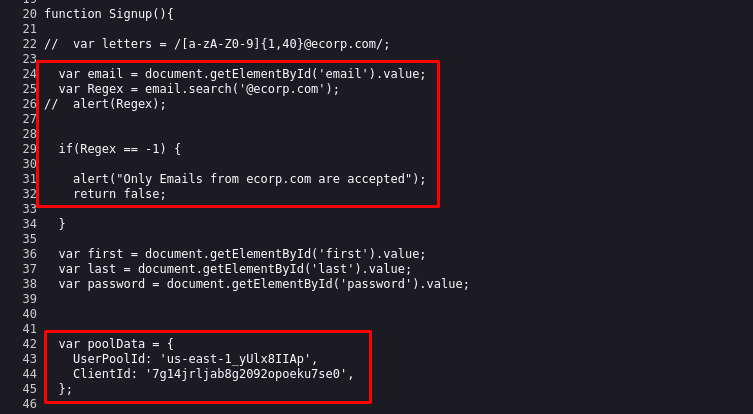 20 function Signup(){
21
22 //  var letters = /[a-zA-Z0-9]{1,40}@ecorp.com/;
23
24   var email = document.getElementById('email').value;
25   var Regex = email.search('@ecorp.com');
26 //  alert(Regex);
27
28
29   if(Regex == -1) {
30
31     alert("Only Emails from ecorp.com are accepted");
32     return false;
33
34   }
35
36   var first = document.getElementById('first').value;
37   var last = document.getElementById('last').value;
38   var password = document.getElementById('password').value;
39
40
41
42   var poolData = {
43     UserPoolId: 'us-east-1_yUlx8IIAp',
44     ClientId: '7g14jrljab8g2092opoeku7se0',
45   };
46